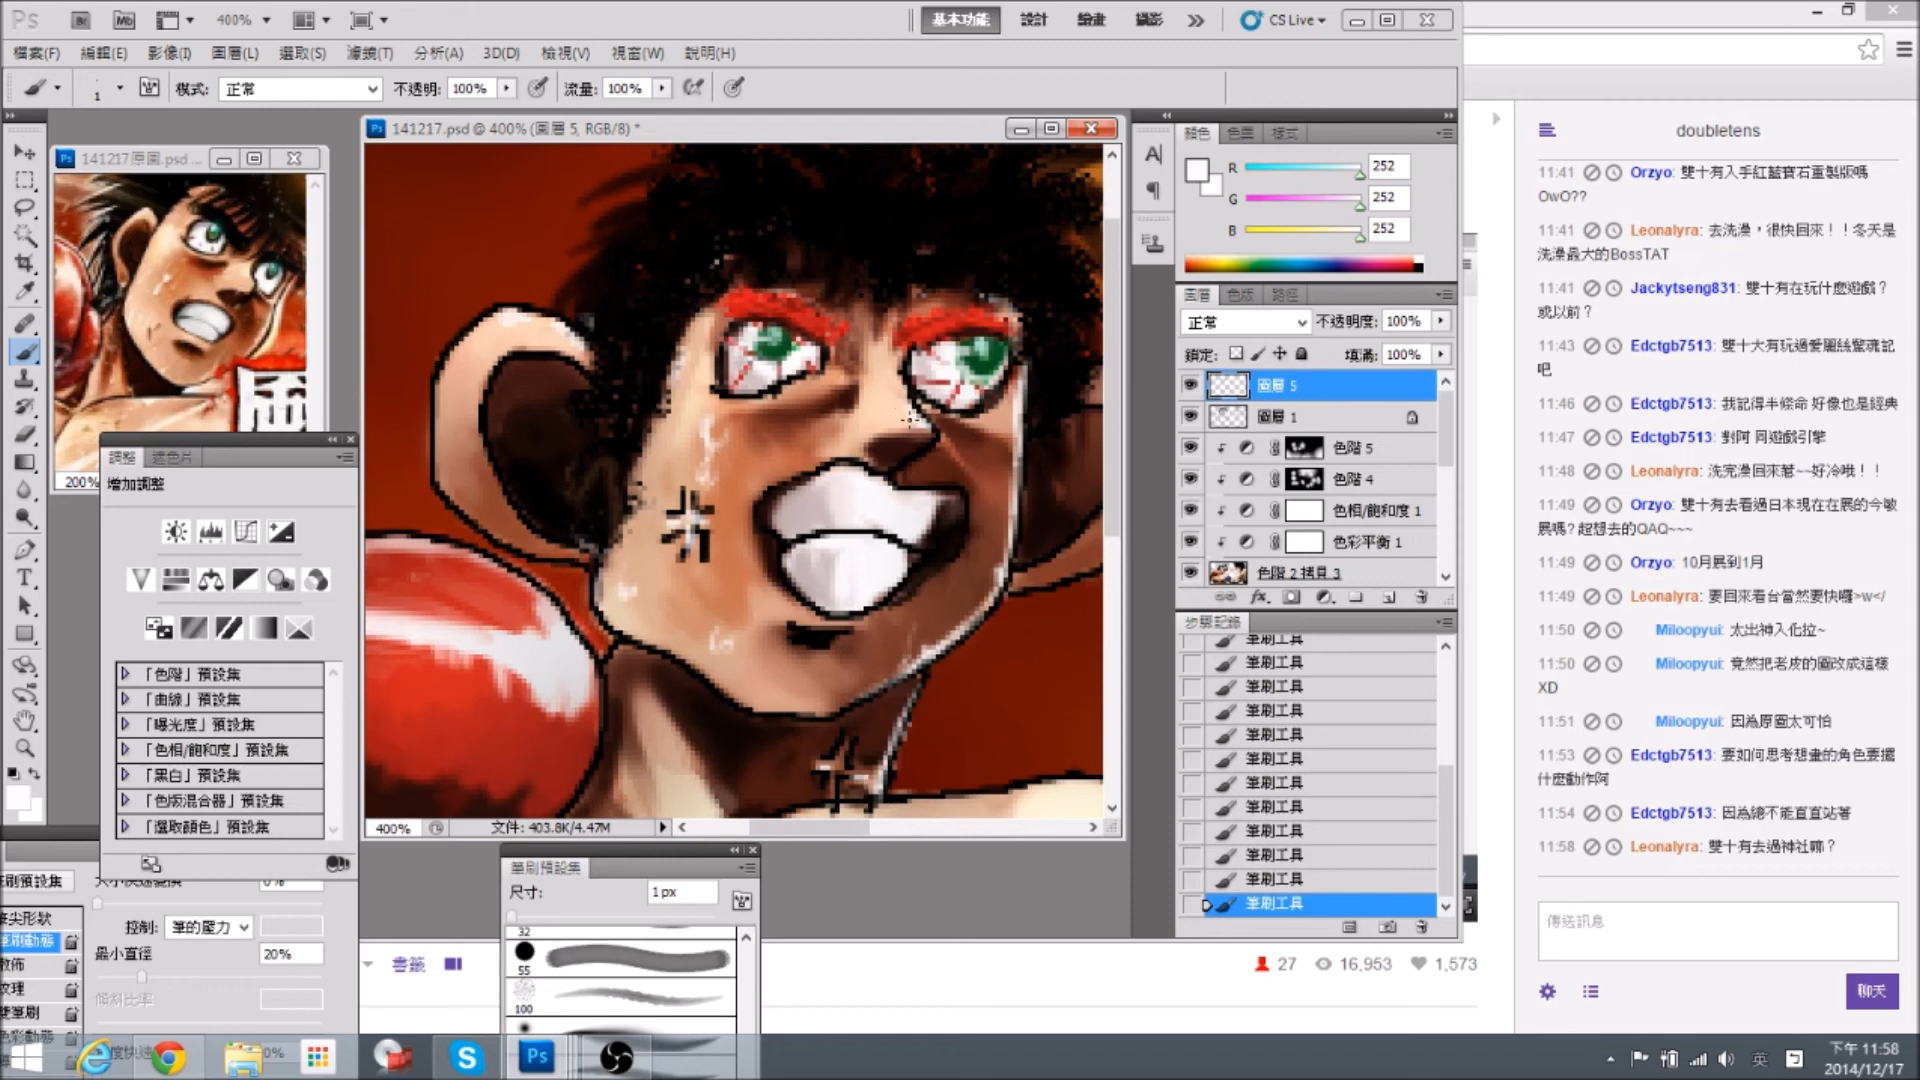 Ps
Br
Mb
400%
基本功能
設計
繪畫
攝影
CS Live
檔案(F)
編輯(E)
影像(I)
圖層(L)
選取(S)
濾鏡(T)
分析(A)
3D(D)
檢視(V)
視窗(W)
說明(H)
1
模式:
正常
不透明:
100%
流量:
100%
141217原圖.psd ...
200%
141217.psd @ 400% (圖層 5, RGB/8) *
400%
文件: 403.8K/4.47M
調整
遮色片
增加調整
「色階」預設集
「曲線」預設集
「曝光度」預設集
「色相/飽和度」預設集
「黑白」預設集
「色版混合器」預設集
「選取顏色」預設集
控制:
筆的壓力
最小直徑
20%
傾斜比率
筆刷預設集
尺寸:
1 px
32
55
100
顏色
色票
樣式
R
252
G
252
B
252
圖層
色版
路徑
正常
不透明度:
100%
鎖定:
填滿:
100%
圖層 5
圖層 1
色階 5
色階 4
色相/飽和度 1
色彩平衡 1
色階 2 拷貝 3
步驟記錄
筆刷工具
筆刷工具
筆刷工具
筆刷工具
筆刷工具
筆刷工具
筆刷工具
筆刷工具
筆刷工具
筆刷工具
筆刷工具
筆刷工具
書籤
27
16,953
1,573
doubletens
11:41 Orzyo: 雙十有入手紅藍寶石重製版嗎
OwO??
11:41 Leonalyra: 去洗澡，很快回來！！冬天是
洗澡最大的BossTAT
11:41 Jackytseng831: 雙十有在玩什麼遊戲？
或以前？
11:43 Edctgb7513: 雙十大有玩過愛麗絲驚魂記
吧
11:46 Edctgb7513: 我記得半條命 好像也是經典
11:47 Edctgb7513: 對阿 同遊戲引擎
11:48 Leonalyra: 洗完澡回來惹~~好冷哦！！
11:49 Orzyo: 雙十有去看過日本現在在展的今敏
展嗎? 超想去的QAQ~~~
11:49 Orzyo: 10月展到1月
11:49 Leonalyra: 要回來看台當然要快囉>w</
11:50 Miloopyui: 太出神入化拉~
11:50 Miloopyui: 竟然把老皮的圖改成這樣
XD
11:51 Miloopyui: 因為原圖太可怕
11:53 Edctgb7513: 要如何思考想畫的角色要擺
什麼動作阿
11:54 Edctgb7513: 因為總不能直直站著
11:58 Leonalyra: 雙十有去過神社嘛？
傳送訊息
聊天
英
下午 11:58
2014/12/17